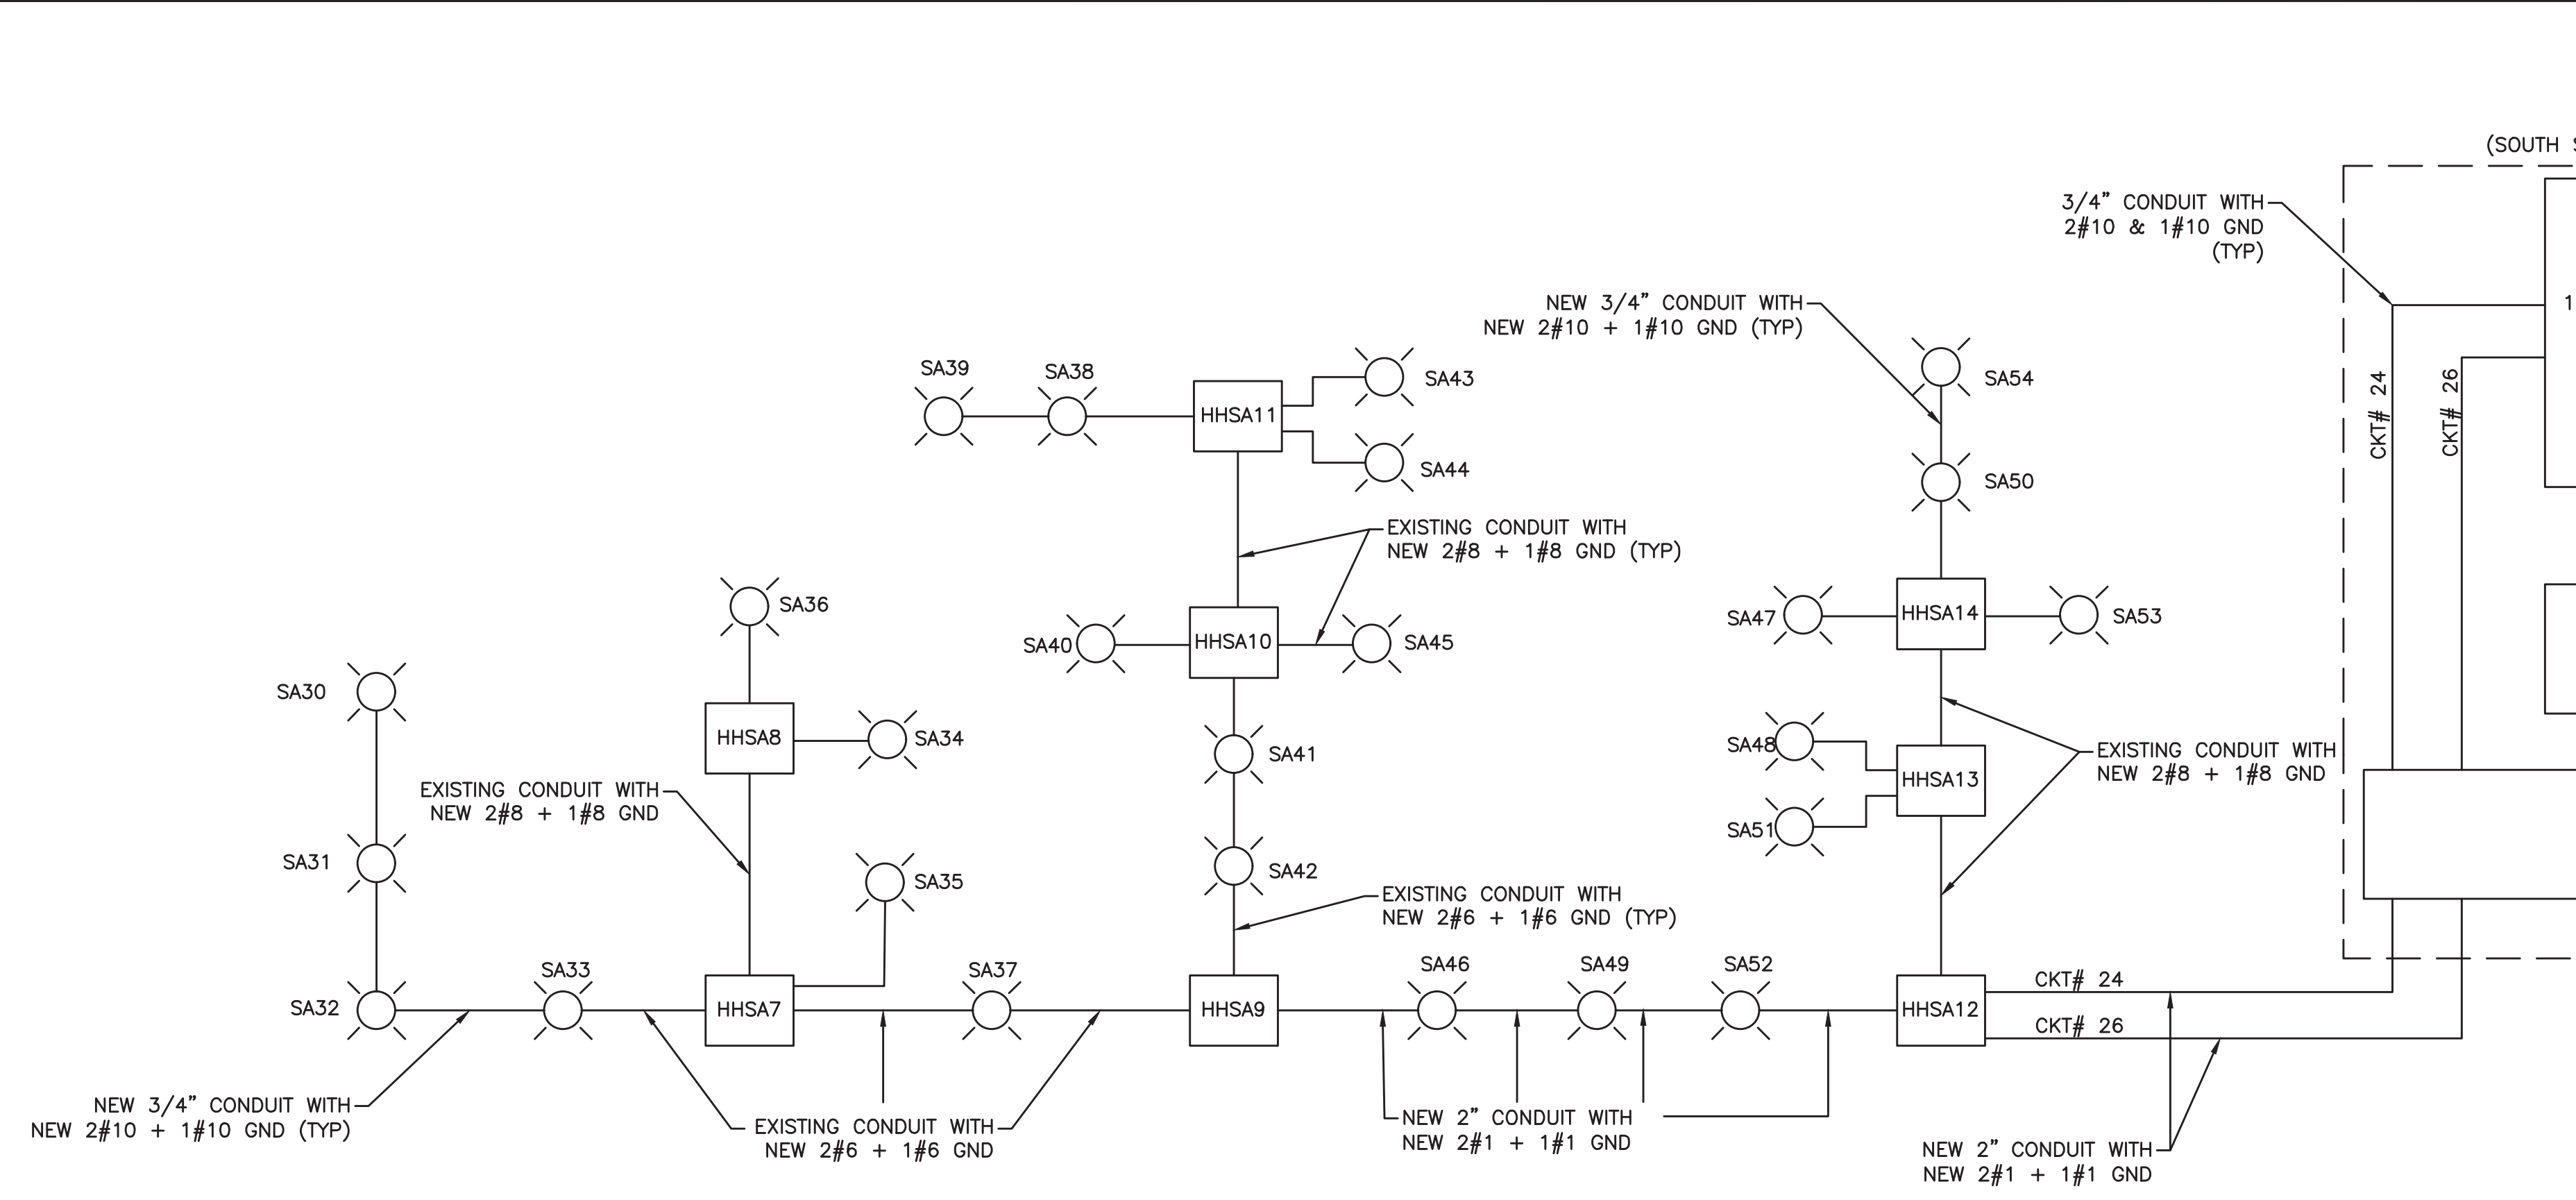 (SOUTH
3/4" CONDUIT WITH
2#10 & 1#10 GND
(TYP)
NEW 3/4" CONDUIT WITH
NEW 2#10 + 1#10 GND (TYP)
1
SA39
SA38
HHSA11
SA43
SA44
SA54
SA50
CKT# 24
CKT# 26
EXISTING CONDUIT WITH
NEW 2#8 + 1#8 GND (TYP)
SA36
SA40
HHSA10
SA45
SA47
HHSA14
SA53
SA30
HHSA8
SA34
SA41
SA48
HHSA13
SA51
EXISTING CONDUIT WITH
NEW 2#8 + 1#8 GND
EXISTING CONDUIT WITH
NEW 2#8 + 1#8 GND
SA31
SA35
SA42
EXISTING CONDUIT WITH
NEW 2#6 + 1#6 GND (TYP)
SA32
SA33
HHSA7
SA37
HHSA9
SA46
SA49
SA52
HHSA12
CKT# 24
CKT# 26
NEW 3/4" CONDUIT WITH
NEW 2#10 + 1#10 GND (TYP)
EXISTING CONDUIT WITH
NEW 2#6 + 1#6 GND
NEW 2" CONDUIT WITH
NEW 2#1 + 1#1 GND
NEW 2" CONDUIT WITH
NEW 2#1 + 1#1 GND